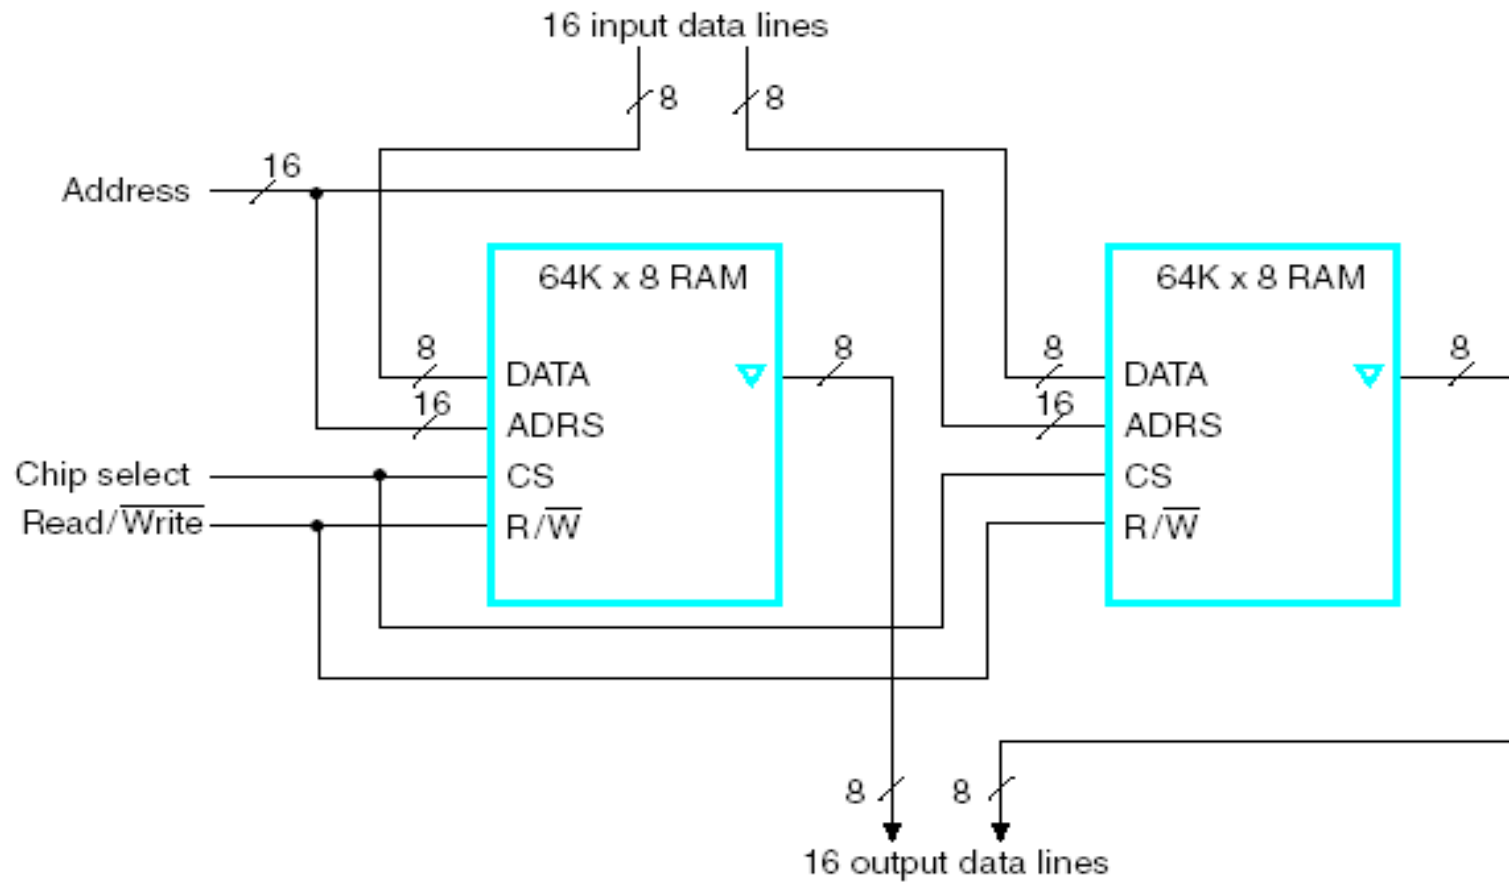 16 input data lines
8
8
16
Address
64K x 8 RAM
64K x 8 RAM
8
8
8
8
DATA
DATA
16
16
ADRS
ADRS
Chip select
CS
CS
Read/Write
R/W
R/W
8
8
16 output data lines